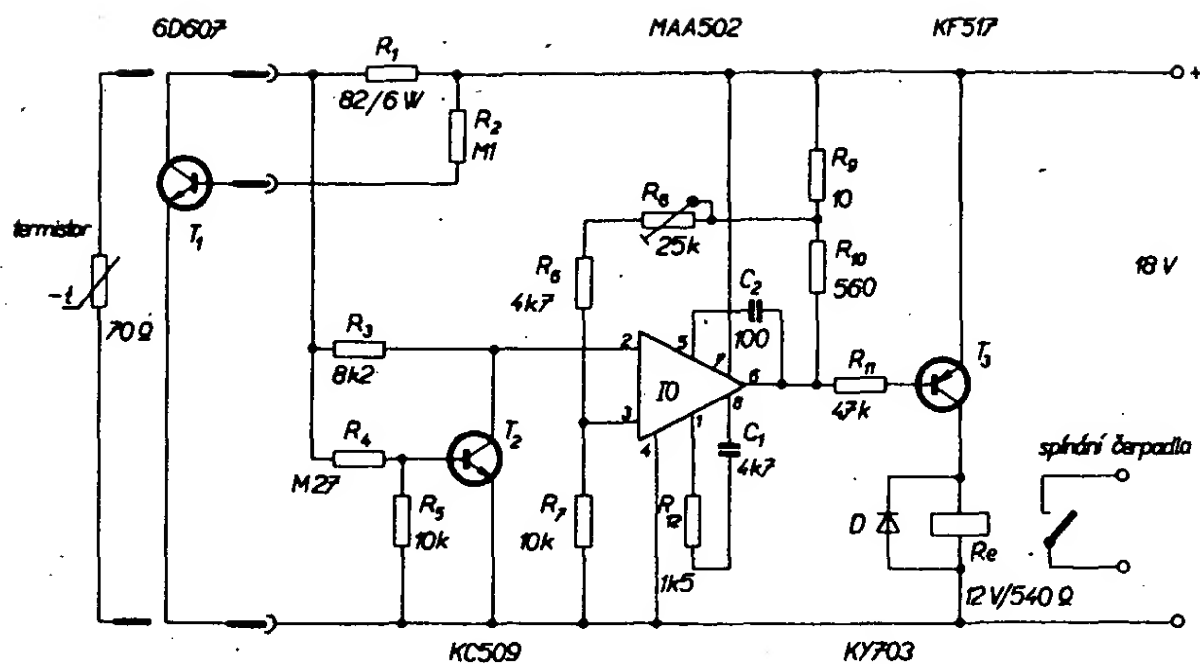 6D607
MAA502
KF517
R1
82/6 W
R2
M1
+
R9
10
R8
25k
termistor
T1
-t
70 Ω
R6
4k7
C2
100
R10
560
18 V
R3
8k2
2
5
7
6
IO
3
4
1
8
R11
47k
T3
R4
M27
T2
C1
4k7
spínání čerpadla
R5
10k
R7
10k
R12
1k5
D
Re
12 V/540 Ω
KC509
KY703